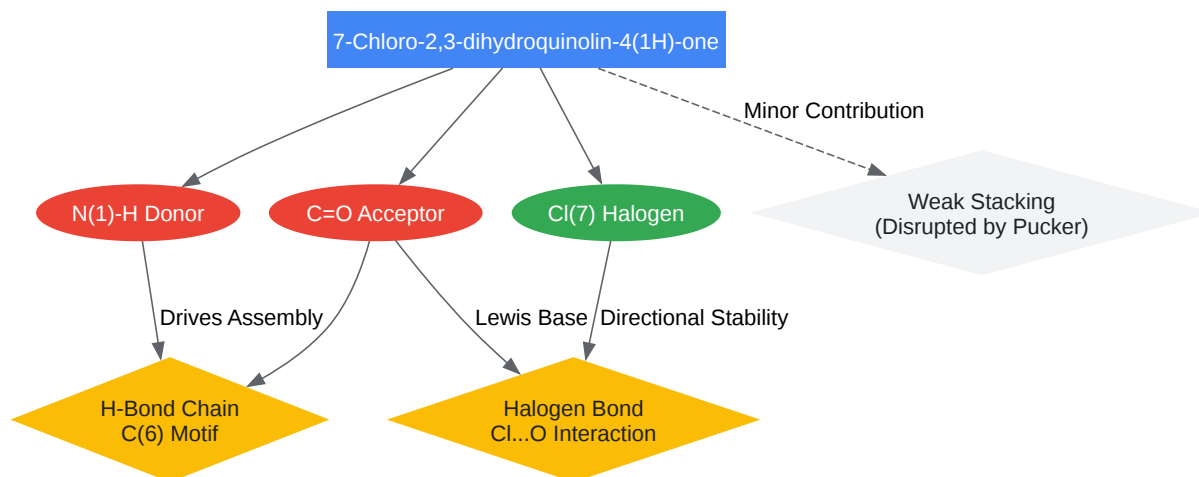 7-Chloro-2,3-dihydroquinolin-4(1H)-one
Minor Contribution
N(1)-H Donor
C=O Acceptor
Cl(7) Halogen
Weak Stacking
(Disrupted by Pucker)
Drives Assembly
Lewis Base
Directional Stability
H-Bond Chain
C(6) Motif
Halogen Bond
Cl...O Interaction